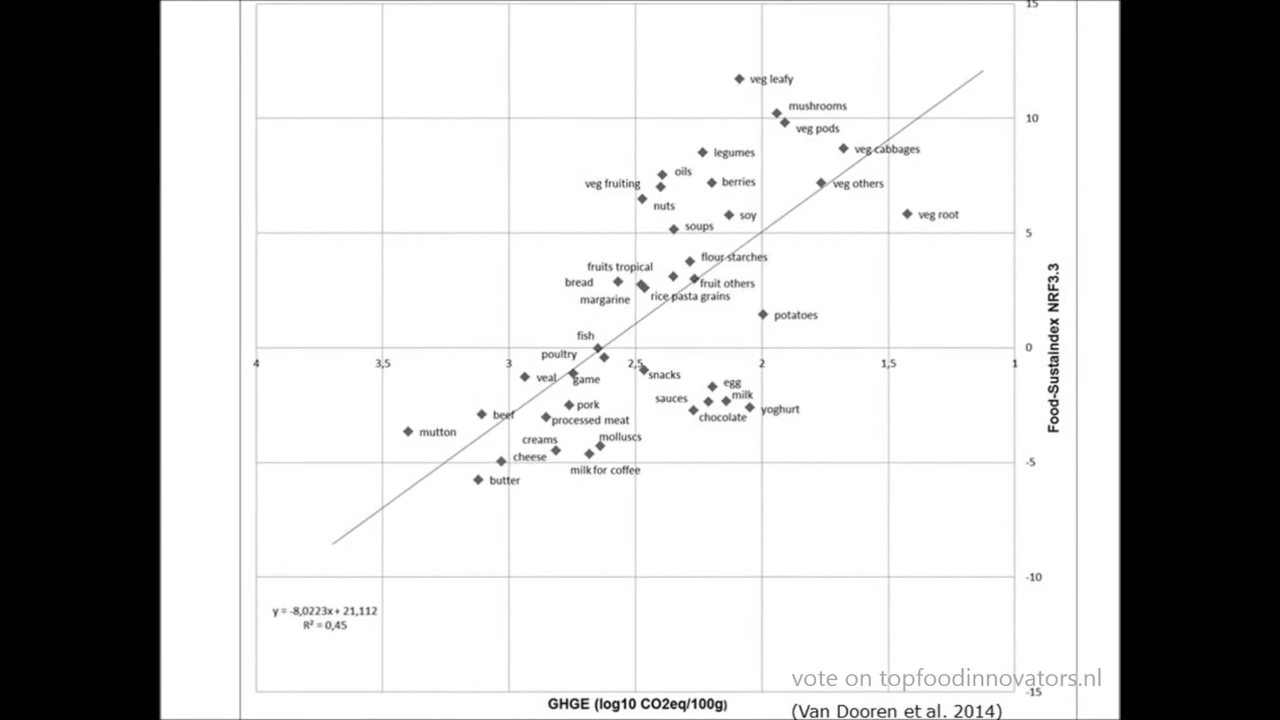 15
veg leafy
mushrooms
10
veg pods
veg cabbages
legumes
oils
veg fruiting
berries
veg others
nuts
soy
veg root
soups
5
flour starches
fruits tropical
bread
fruit others
margarine
rice pasta grains
potatoes
fish
0
poultry
4
3,5
3
2,5
2
1,5
1
snacks
veal
game
egg
milk
sauces
pork
yoghurt
beef
processed meat
chocolate
mutton
molluscs
creams
cheese
-5
milk for coffee
butter
Food-Sustaindex NRF3.3
-10
y = -8,0223x + 21,112
R² = 0,45
vote on topfoodinnovators.nl
-15
GHGE (log10 CO2eq/100g)
(Van Dooren et al. 2014)